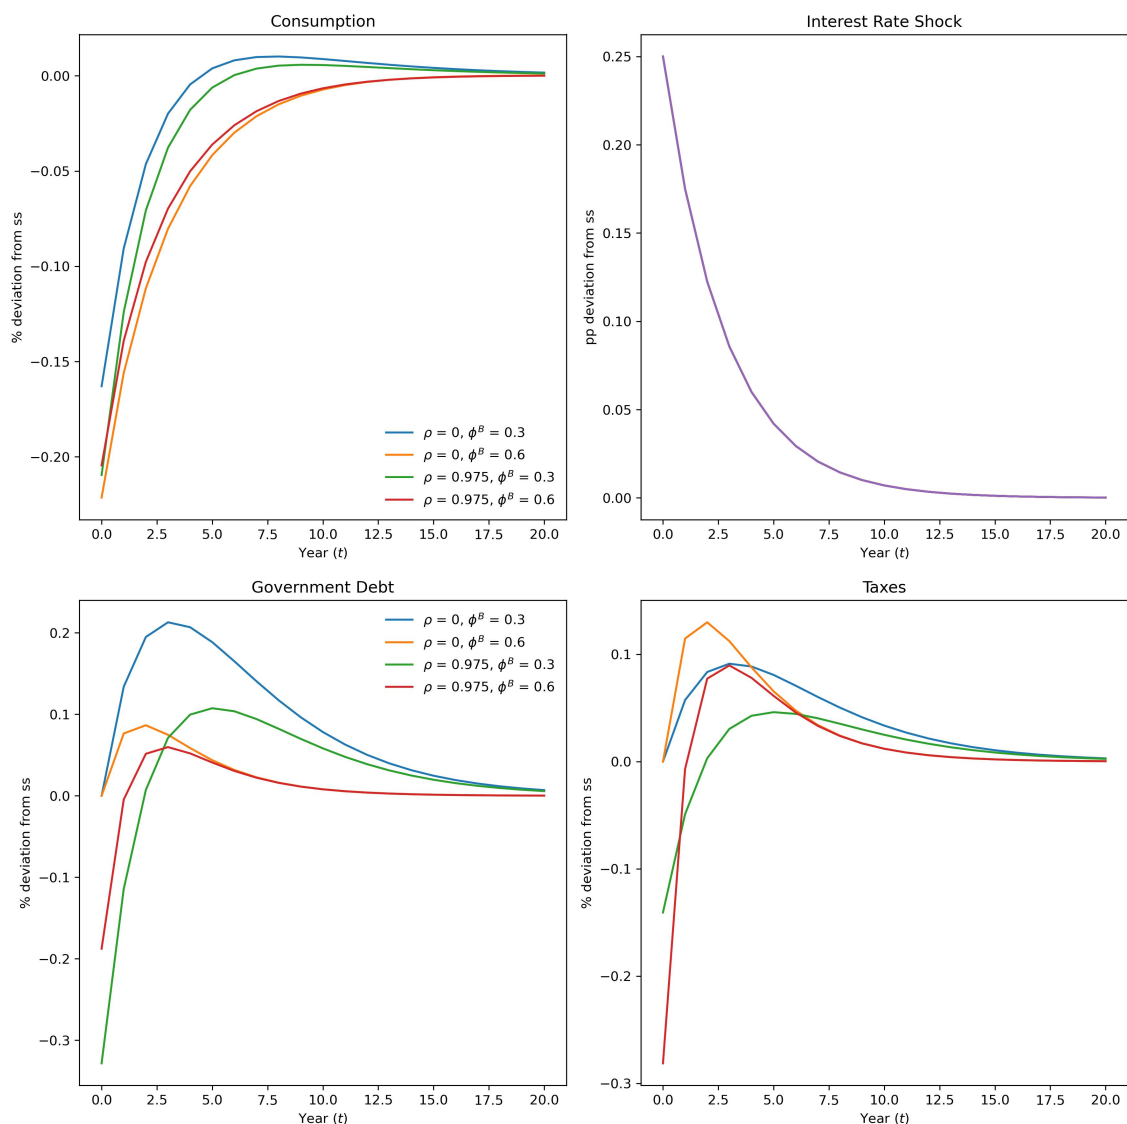 Consumption
0.00
−0.05
−0.10
−0.15
−0.20
% deviation from ss
ρ = 0, ϕ^B = 0.3
ρ = 0, ϕ^B = 0.6
ρ = 0.975, ϕ^B = 0.3
ρ = 0.975, ϕ^B = 0.6
0.0 2.5 5.0 7.5 10.0 12.5 15.0 17.5 20.0
Year (t)
Interest Rate Shock
0.25
0.20
0.15
0.10
0.05
0.00
pp deviation from ss
0.0 2.5 5.0 7.5 10.0 12.5 15.0 17.5 20.0
Year (t)
Government Debt
0.2
0.1
0.0
−0.1
−0.2
−0.3
% deviation from ss
ρ = 0, ϕ^B = 0.3
ρ = 0, ϕ^B = 0.6
ρ = 0.975, ϕ^B = 0.3
ρ = 0.975, ϕ^B = 0.6
0.0 2.5 5.0 7.5 10.0 12.5 15.0 17.5 20.0
Year (t)
Taxes
0.1
0.0
−0.1
−0.2
−0.3
% deviation from ss
0.0 2.5 5.0 7.5 10.0 12.5 15.0 17.5 20.0
Year (t)